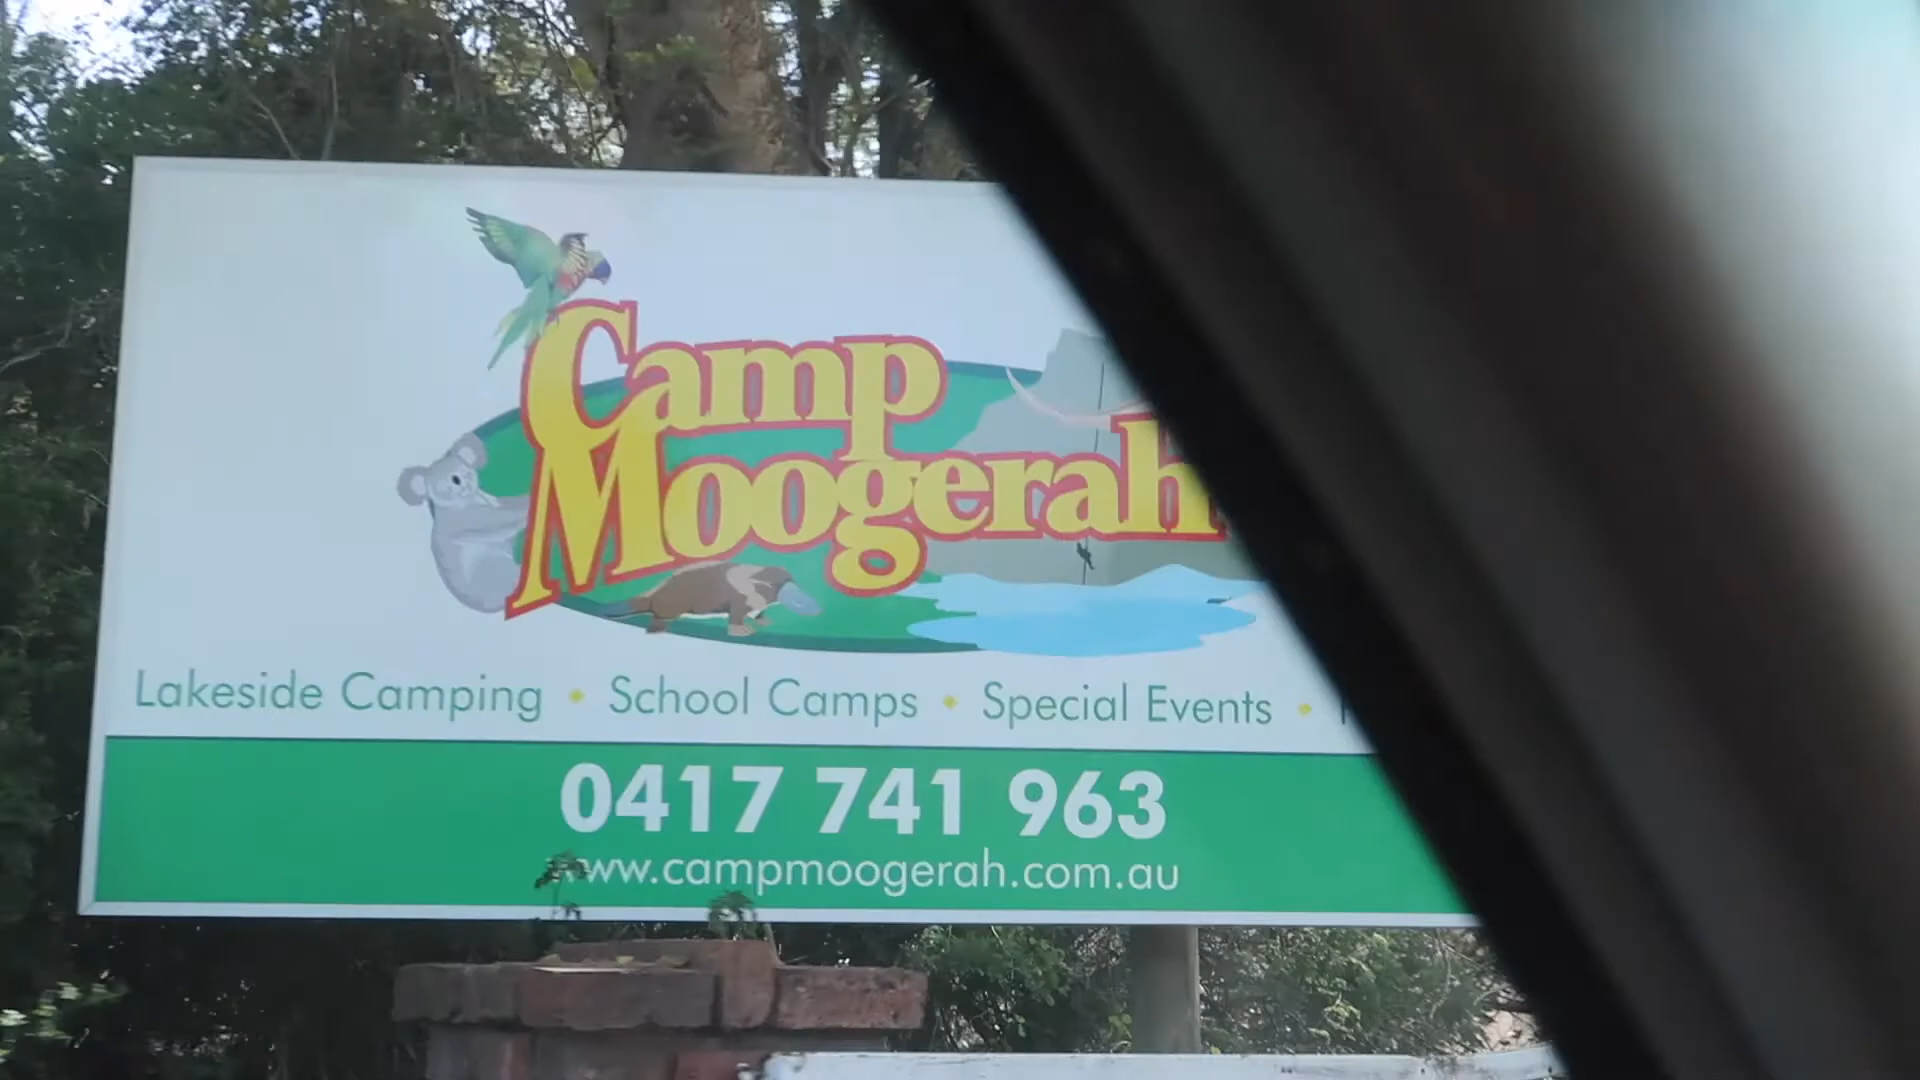 Camp
Moogerah
Lakeside Camping • School Camps • Special Events •
0417 741 963
www.campmoogerah.com.au